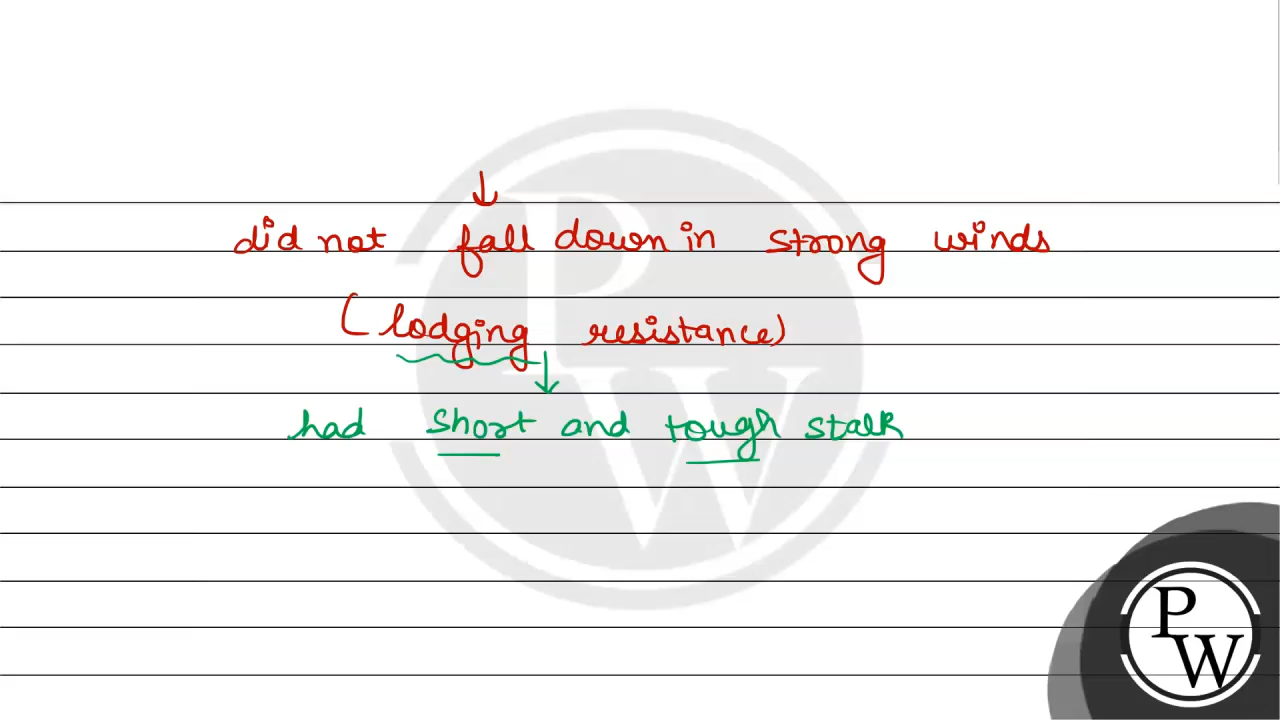 did not fall down in strong winds
(lodging resistance)
had short and tough stalk
P
W
P
W